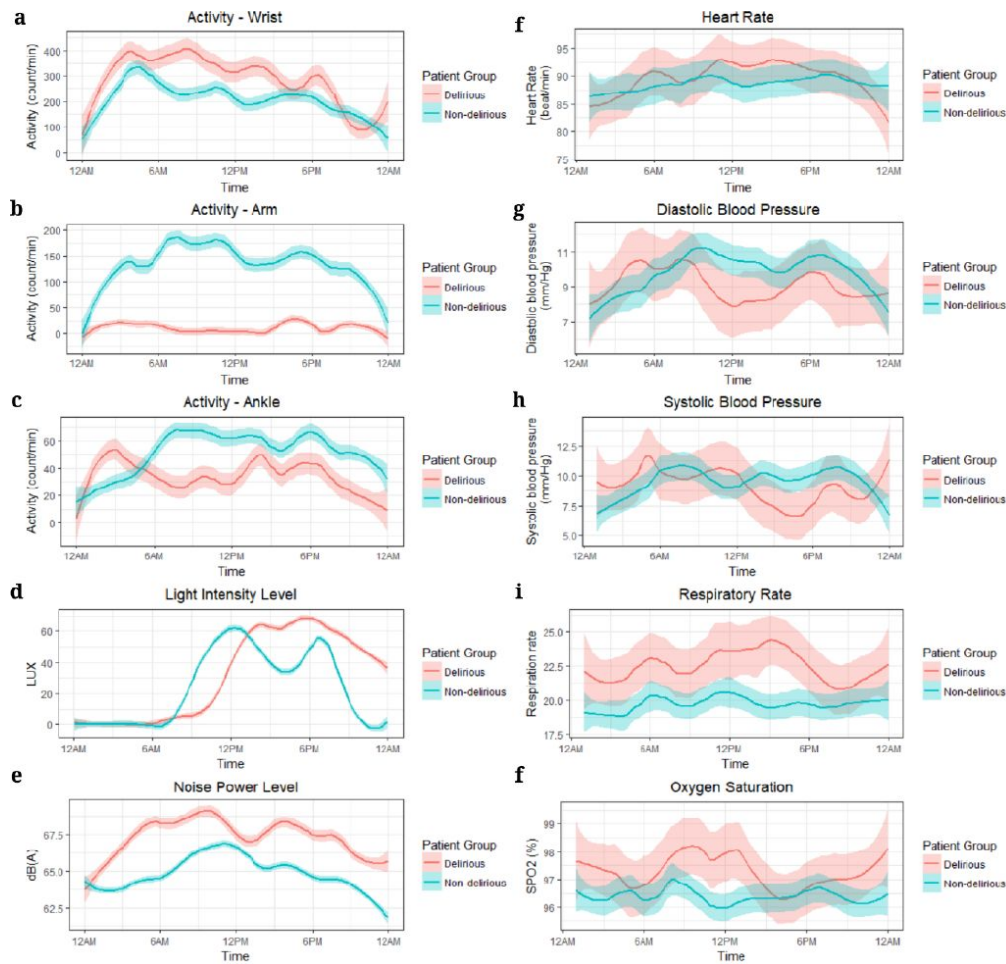 a
Activity - Wrist
Activity (count/min)
400
300
200
100
0
12AM 6AM 12PM 6PM 12AM
Time
Patient Group
Delirious
Non-delirious
b
Activity - Arm
Activity (count/min)
200
150
100
50
0
12AM 6AM 12PM 6PM 12AM
Time
Patient Group
Delirious
Non-delirious
c
Activity - Ankle
Activity (count/min)
60
40
20
0
12AM 6AM 12PM 6PM 12AM
Time
Patient Group
Delirious
Non-delirious
d
Light Intensity Level
LUX
60
40
20
0
12AM 6AM 12PM 6PM 12AM
Time
Patient Group
Delirious
Non-delirious
e
Noise Power Level
dB(A)
67.5
65.0
62.5
12AM 6AM 12PM 6PM 12AM
Time
Patient Group
Delirious
Non-delirious
f
Heart Rate
Heart Rate
(beat/min)
95
90
85
80
75
12AM 6AM 12PM 6PM 12AM
Time
Patient Group
Delirious
Non-delirious
g
Diastolic Blood Pressure
Diastolic blood pressure
(mm/Hg)
11
9
7
12AM 6AM 12PM 6PM 12AM
Time
Patient Group
Delirious
Non-delirious
h
Systolic Blood Pressure
Systolic blood pressure
(mm/Hg)
12.5
10.0
7.5
5.0
12AM 6AM 12PM 6PM 12AM
Time
Patient Group
Delirious
Non-delirious
i
Respiratory Rate
Respiration rate
25.0
22.5
20.0
17.5
12AM 6AM 12PM 6PM 12AM
Time
Patient Group
Delirious
Non-delirious
f
Oxygen Saturation
SPO2 (%)
99
98
97
96
12AM 6AM 12PM 6PM 12AM
Time
Patient Group
Delirious
Non-delirious